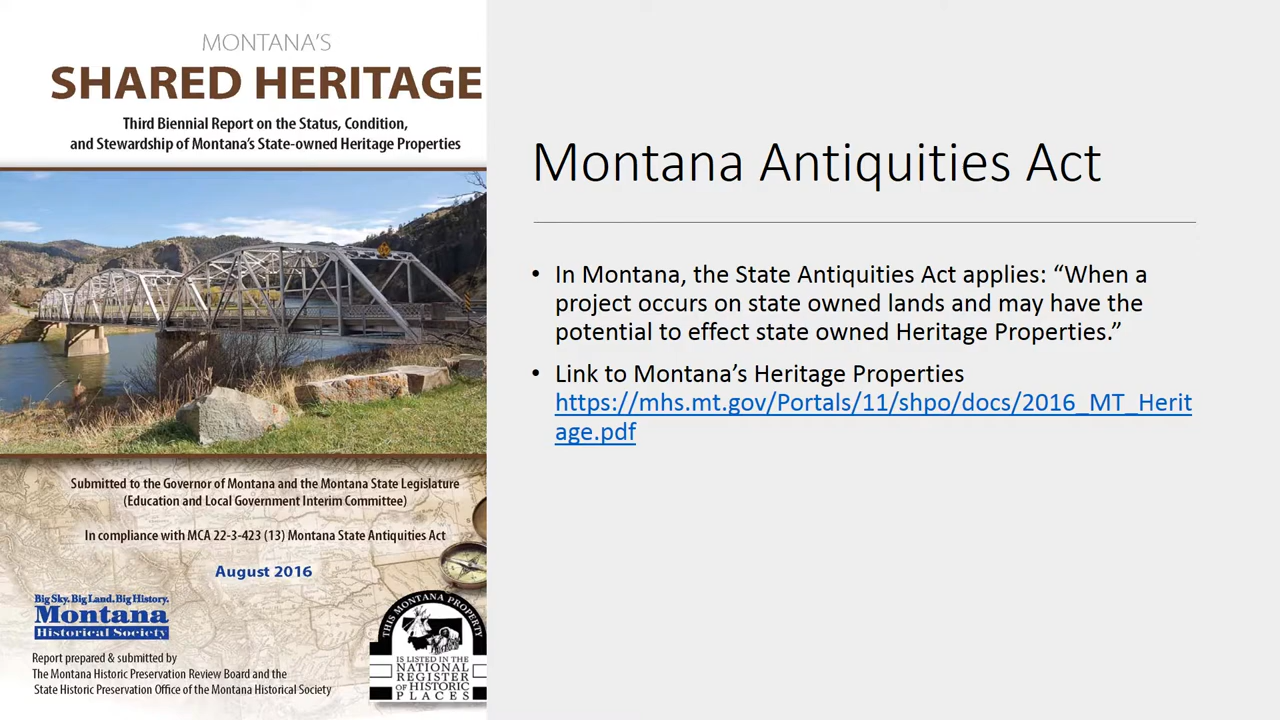 MONTANA'S
SHARED HERITAGE
Third Biennial Report on the Status, Condition,
and Stewardship of Montana's State-owned Heritage Properties
Submitted to the Governor of Montana and the Montana State Legislature
(Education and Local Government Interim Committee)
In compliance with MCA 22-3-423 (13) Montana State Antiquities Act
August 2016
Big Sky. Big Land. Big History.
Montana
Historical Society
Report prepared & submitted by
The Montana Historic Preservation Review Board and the
State Historic Preservation Office of the Montana Historical Society
THIS MONTANA PROPERTY
IS LISTED IN THE
NATIONAL
REGISTER
OF HISTORIC
PLACES
Montana Antiquities Act
• In Montana, the State Antiquities Act applies: “When a
project occurs on state owned lands and may have the
potential to effect state owned Heritage Properties.”
• Link to Montana’s Heritage Properties
https://mhs.mt.gov/Portals/11/shpo/docs/2016_MT_Herit
age.pdf